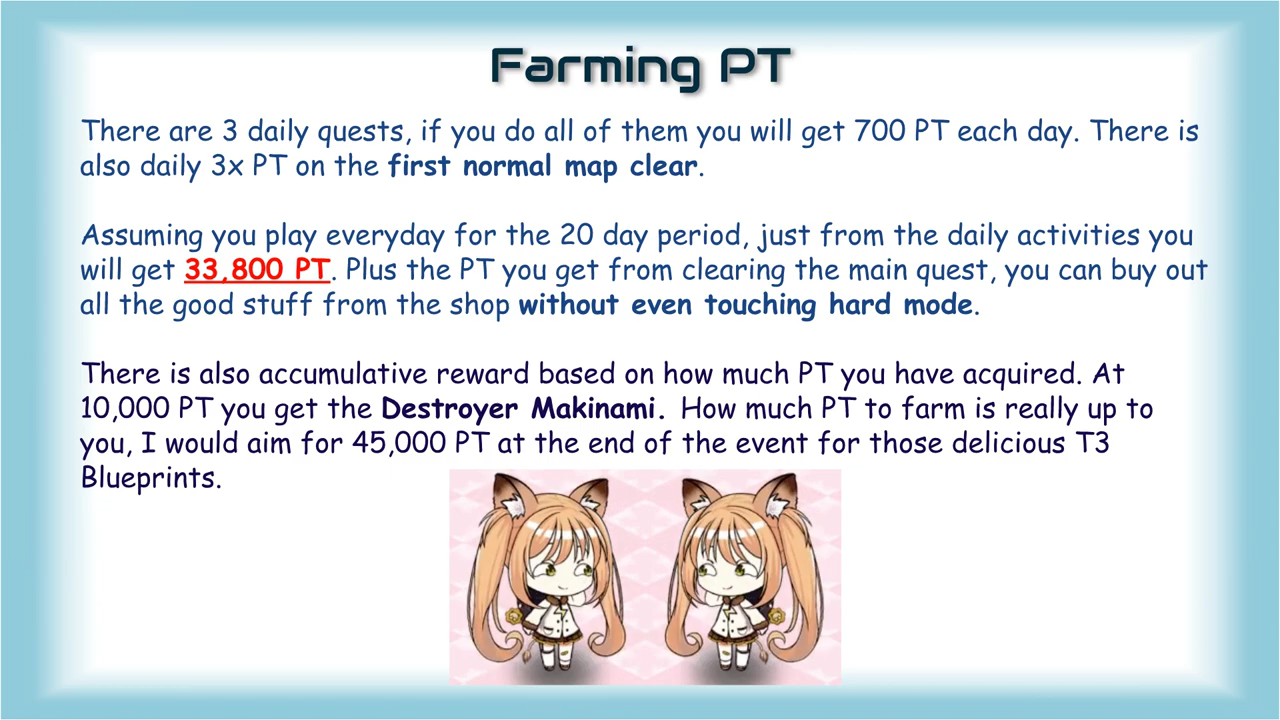 Farming PT
There are 3 daily quests, if you do all of them you will get 700 PT each day. There is
also daily 3x PT on the first normal map clear.
Assuming you play everyday for the 20 day period, just from the daily activities you
will get 33,800 PT. Plus the PT you get from clearing the main quest, you can buy out
all the good stuff from the shop without even touching hard mode.
There is also accumulative reward based on how much PT you have acquired. At
10,000 PT you get the Destroyer Makinami. How much PT to farm is really up to
you, I would aim for 45,000 PT at the end of the event for those delicious T3
Blueprints.